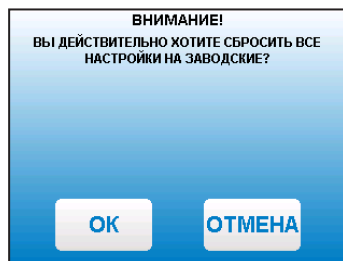 ВНИМАНИЕ!
ВЫ ДЕЙСТВИТЕЛЬНО ХОТИТЕ СБРОСИТЬ ВСЕ
НАСТРОЙКИ НА ЗАВОДСКИЕ?
ОК
ОТМЕНА